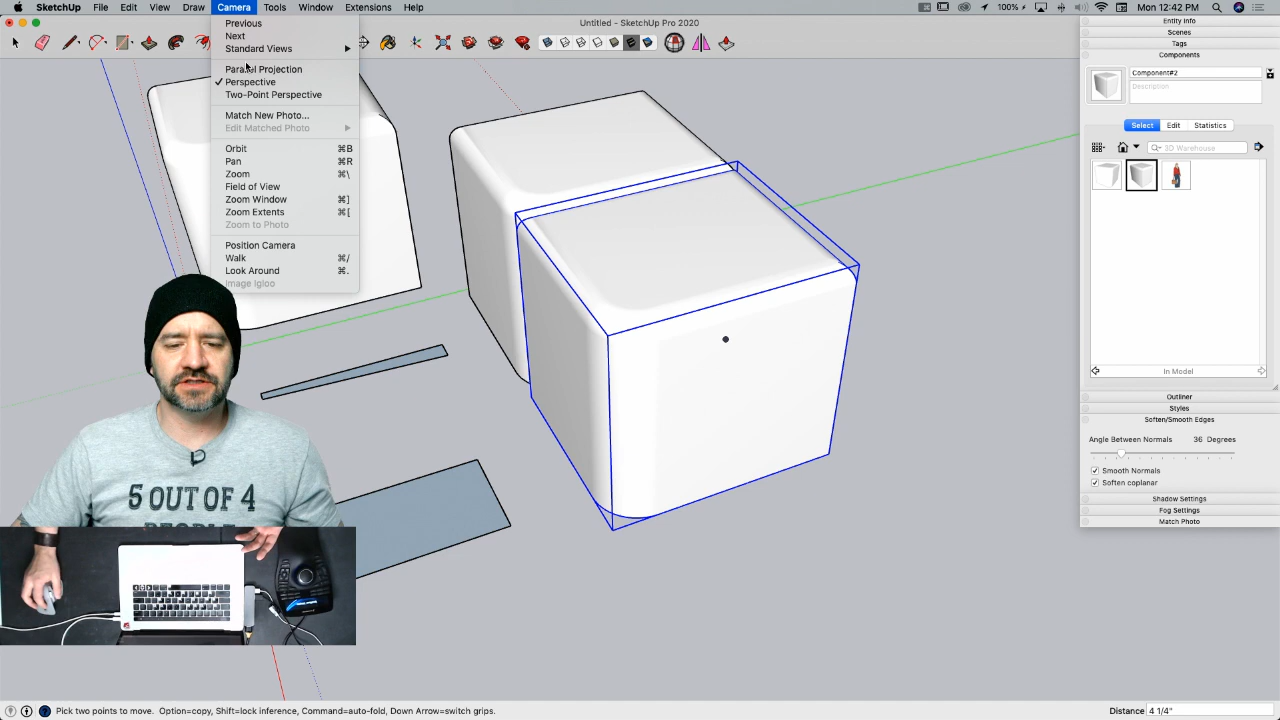 SketchUp File Edit View Draw Camera Tools Window Extensions Help
100% Mon 12:42 PM
Untitled - SketchUp Pro 2020
Previous
Next
Standard Views
Parallel Projection
Perspective
Two-Point Perspective
Match New Photo...
Edit Matched Photo
Orbit ⌘B
Pan ⌘R
Zoom ⌘\
Field of View
Zoom Window ⌘]
Zoom Extents ⌘[
Zoom to Photo
Position Camera
Walk ⌘/
Look Around ⌘.
Image Igloo
Entity Info
Scenes
Tags
Components
Component#2
Description
Select Edit Statistics
3D Warehouse
In Model
Outliner
Styles
Soften/Smooth Edges
Angle Between Normals 36 Degrees
Smooth Normals
Soften coplanar
Shadow Settings
Fog Settings
Match Photo
5 OUT OF 4
PEOPLE
Pick two points to move. Option=copy, Shift=lock inference, Command=auto-fold, Down Arrow=switch grips.
Distance 4 1/4"